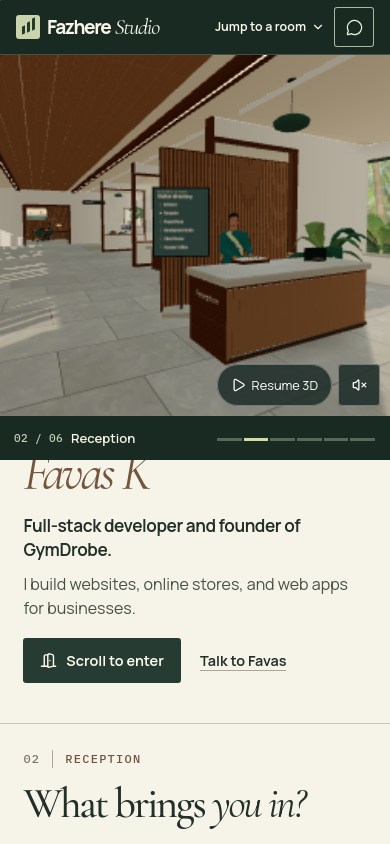 Fazhere Studio
Jump to a room
Reception
Resume 3D
02 / 06 Reception
Favas K
Full-stack developer and founder of
GymDrobe.
I build websites, online stores, and web apps
for businesses.
Scroll to enter
Talk to Favas
02 RECEPTION
What brings you in?